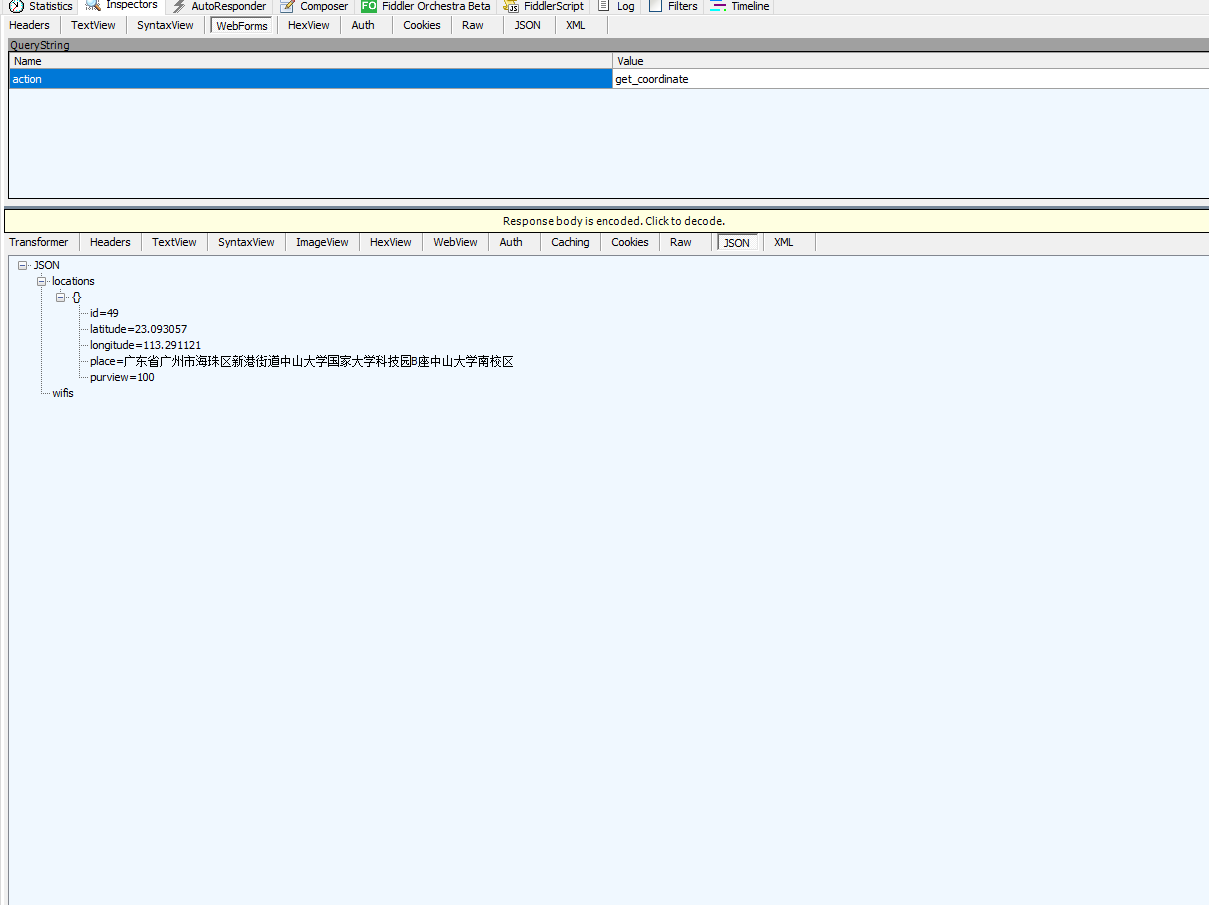 Statistics Inspectors AutoResponder Composer FO Fiddler Orchestra Beta JS FiddlerScript Log Filters Timeline
Headers TextView SyntaxView WebForms HexView Auth Cookies Raw JSON XML
QueryString
Name Value
action get_coordinate
Response body is encoded. Click to decode.
Transformer Headers TextView SyntaxView ImageView HexView WebView Auth Caching Cookies Raw JSON XML
JSON
locations
{}
id=49
latitude=23.093057
longitude=113.291121
place=广东省广州市海珠区新港街道中山大学国家大学科技园B座中山大学南校区
purview=100
wifis